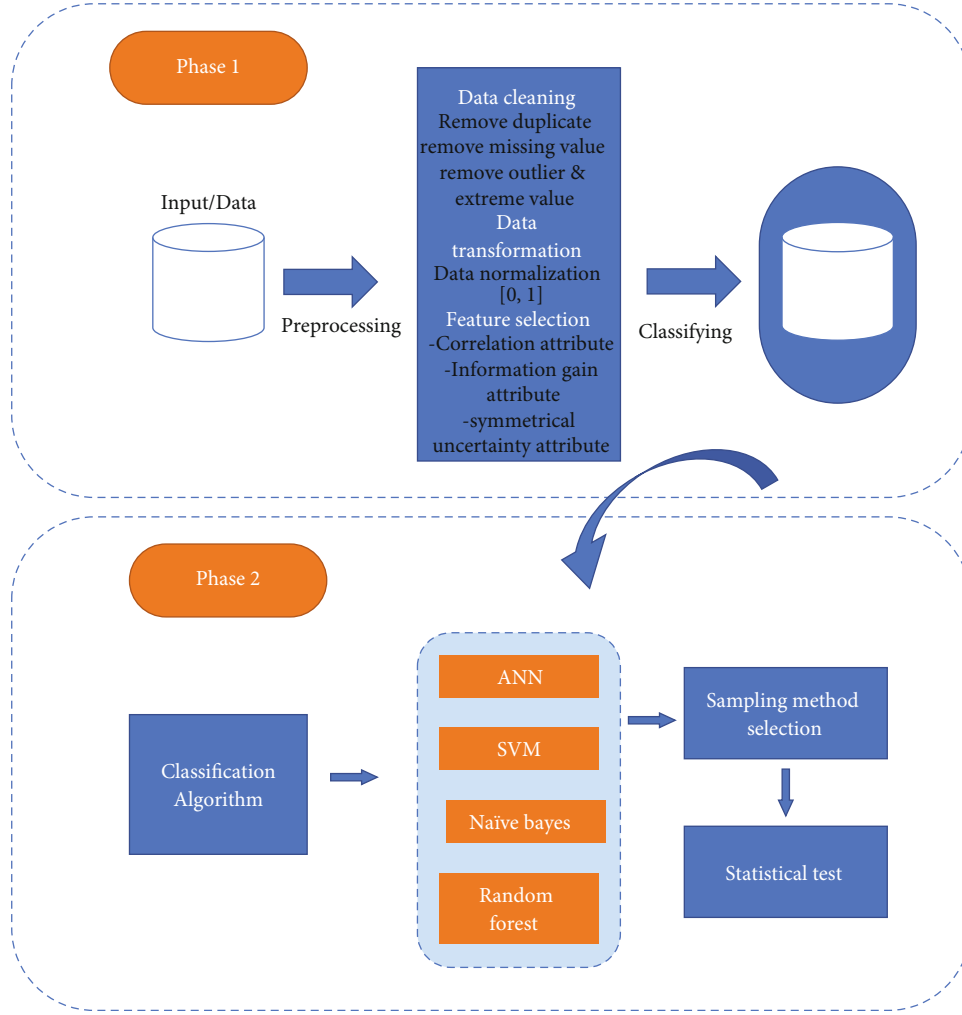 Phase 1
Input/Data
Preprocessing
Data cleaning
Remove duplicate
remove missing value
remove outlier &
extreme value
Data
transformation
Data normalization
[0, 1]
Feature selection
-Correlation attribute
-Information gain
attribute
-symmetrical
uncertainty attribute
Classifying
Phase 2
Classification
Algorithm
ANN
SVM
Naïve bayes
Random
forest
Sampling method
selection
Statistical test